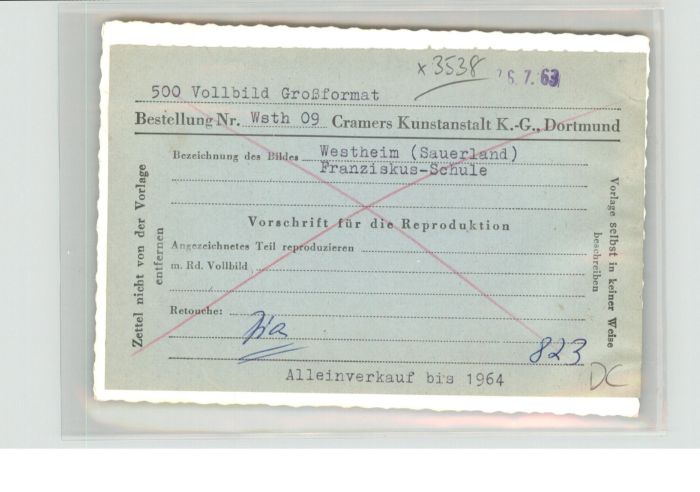 x 3538
6.7.63
500 Vollbild Großformat
Bestellung Nr. Wsth 09 Cramers Kunstanstalt K.-G., Dortmund
Bezeichnung des Bildes Westheim (Sauerland)
Franziskus-Schule
Vorschrift für die Reproduktion
Angezeichnetes Teil reproduzieren
m. Rd. Vollbild
Retouche:
823
Alleinverkauf bis 1964
DC
Zettel nicht von der Vorlage
entfernen
Vorlage selbst in keiner Weise
beschreiben